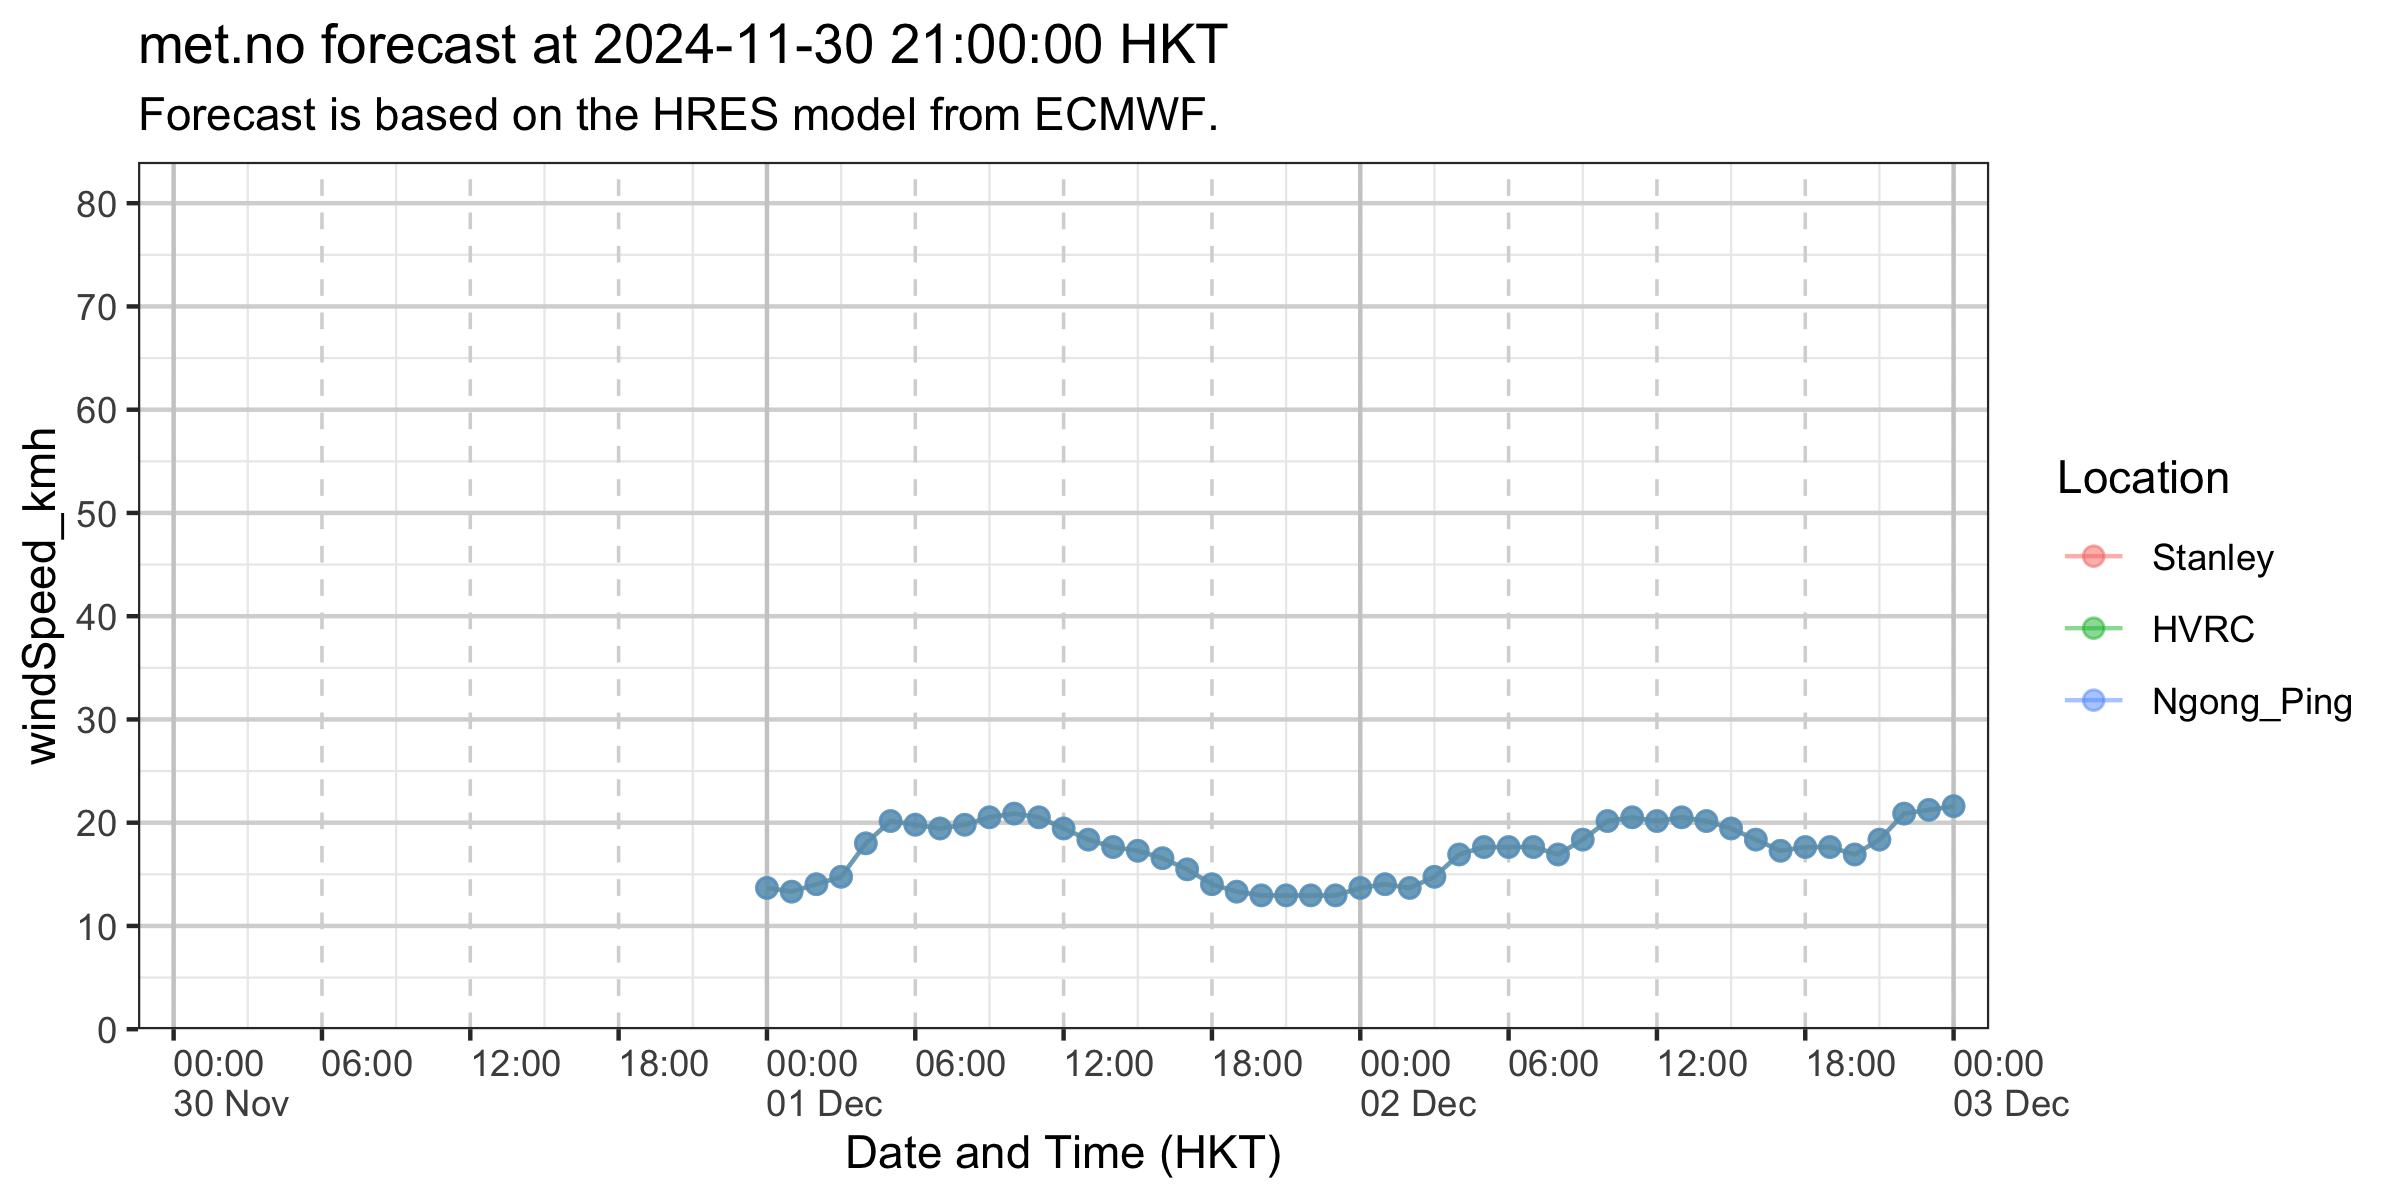 met.no forecast at 2024-11-30 21:00:00 HKT
Forecast is based on the HRES model from ECMWF.
windSpeed_kmh
80
70
60
50
40
30
20
10
0
00:00 06:00 12:00 18:00 00:00 06:00 12:00 18:00 00:00 06:00 12:00 18:00 00:00
30 Nov 01 Dec 02 Dec 03 Dec
Date and Time (HKT)
Location
Stanley
HVRC
Ngong_Ping